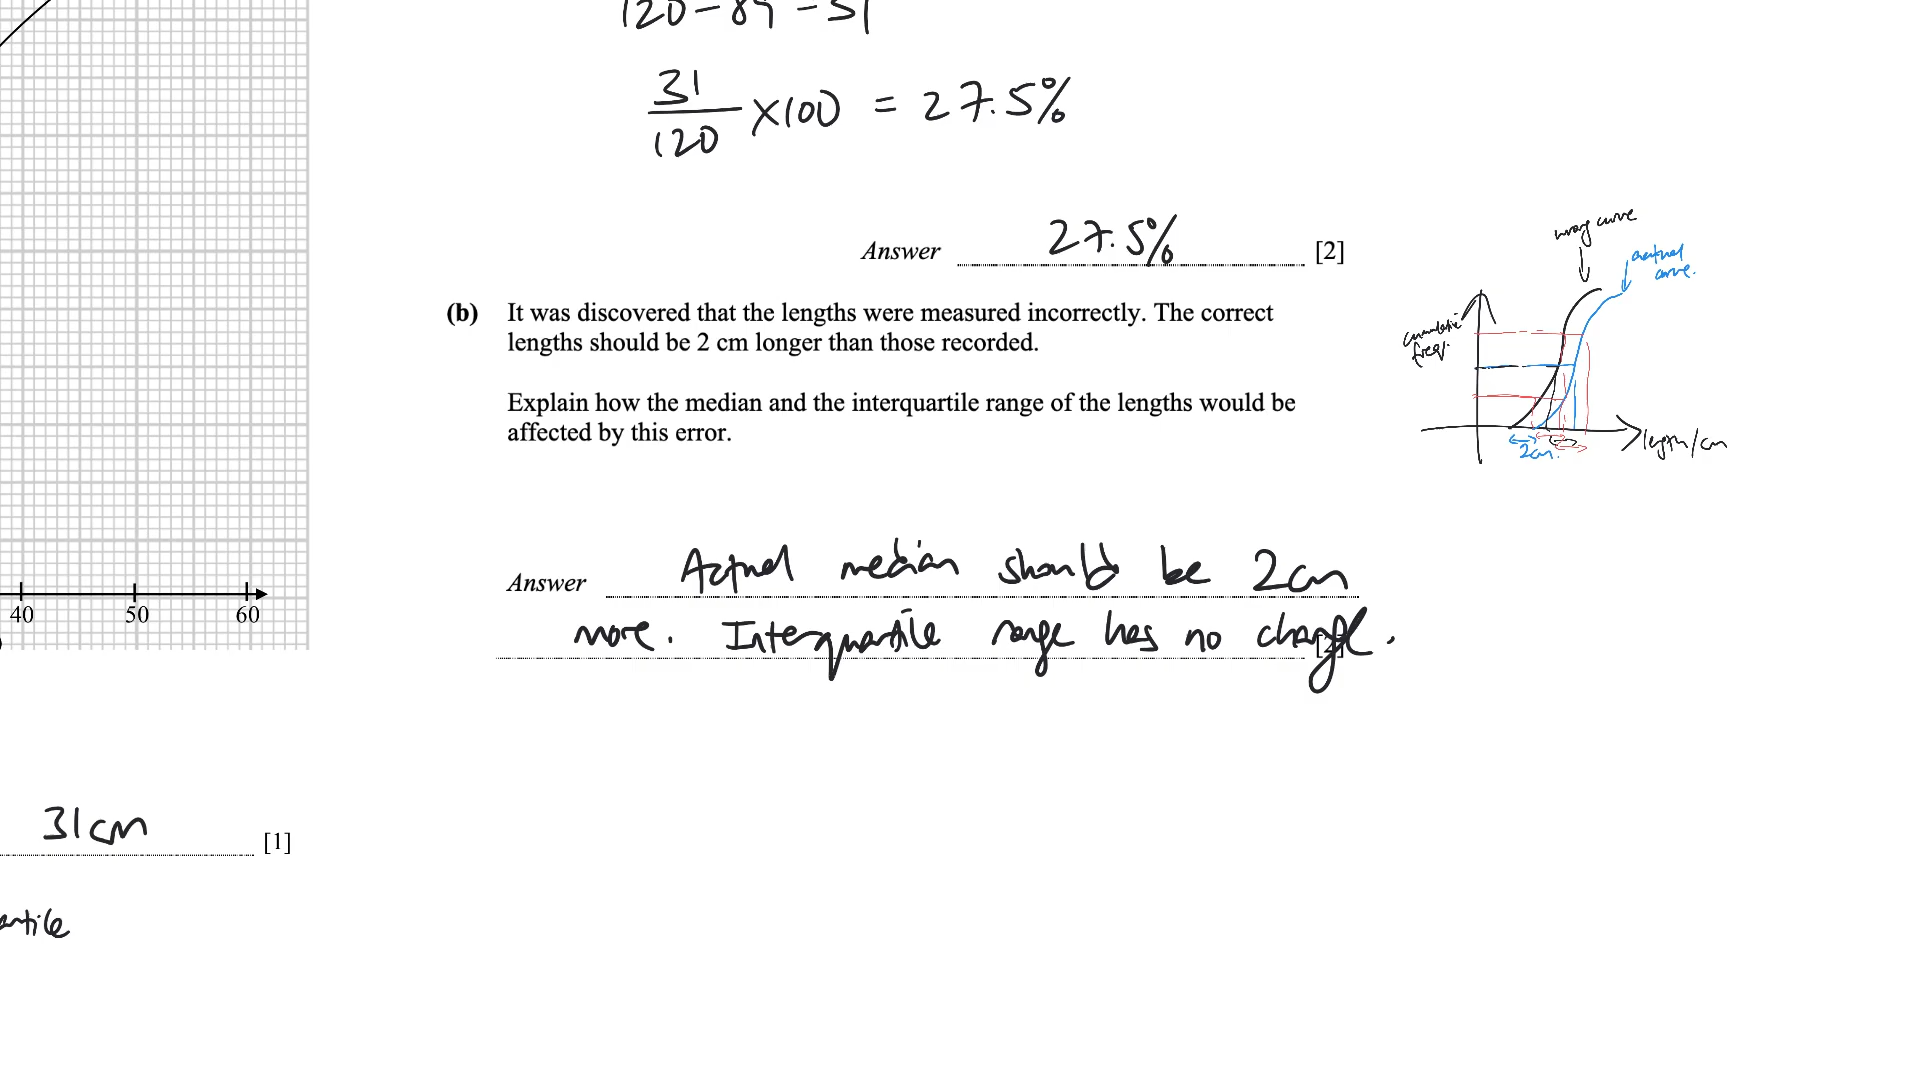 120 - 89 = 31
31
120
×100 = 27.5%
Answer 27.5% [2]
(b) It was discovered that the lengths were measured incorrectly. The correct
lengths should be 2 cm longer than those recorded.
Explain how the median and the interquartile range of the lengths would be
affected by this error.
Answer Actual median should be 2cm
more. Interquartile range has no change. [2]
wrong curve
actual
curve.
cumulative
freq.
length/cm
2cm.
40 50 60
31cm [1]